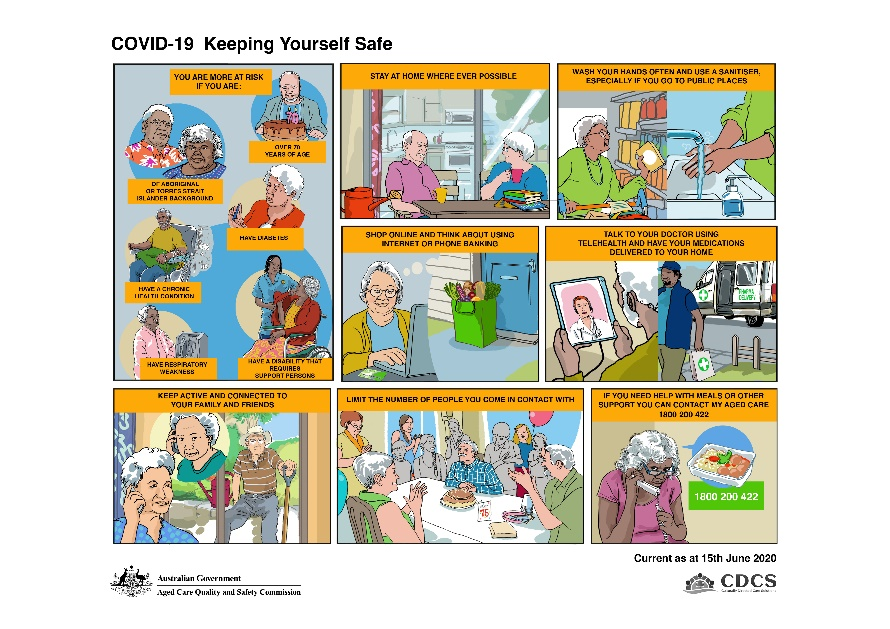 COVID-19 Keeping Yourself Safe
YOU ARE MORE AT RISK
IF YOU ARE:
OVER 70
YEARS OF AGE
OF ABORIGINAL
OR TORRES STRAIT
ISLANDER BACKGROUND
HAVE DIABETES
HAVE A CHRONIC
HEALTH CONDITION
HAVE RESPIRATORY
WEAKNESS
HAVE A DISABILITY THAT
REQUIRES
SUPPORT PERSONS
STAY AT HOME WHERE EVER POSSIBLE
WASH YOUR HANDS OFTEN AND USE A SANITISER,
ESPECIALLY IF YOU GO TO PUBLIC PLACES
SHOP ONLINE AND THINK ABOUT USING
INTERNET OR PHONE BANKING
TALK TO YOUR DOCTOR USING
TELEHEALTH AND HAVE YOUR MEDICATIONS
DELIVERED TO YOUR HOME
KEEP ACTIVE AND CONNECTED TO
YOUR FAMILY AND FRIENDS
LIMIT THE NUMBER OF PEOPLE YOU COME IN CONTACT WITH
75
IF YOU NEED HELP WITH MEALS OR OTHER
SUPPORT YOU CAN CONTACT MY AGED CARE
1800 200 422
1800 200 422
Current as at 15th June 2020
Australian Government
Aged Care Quality and Safety Commission
CDCS